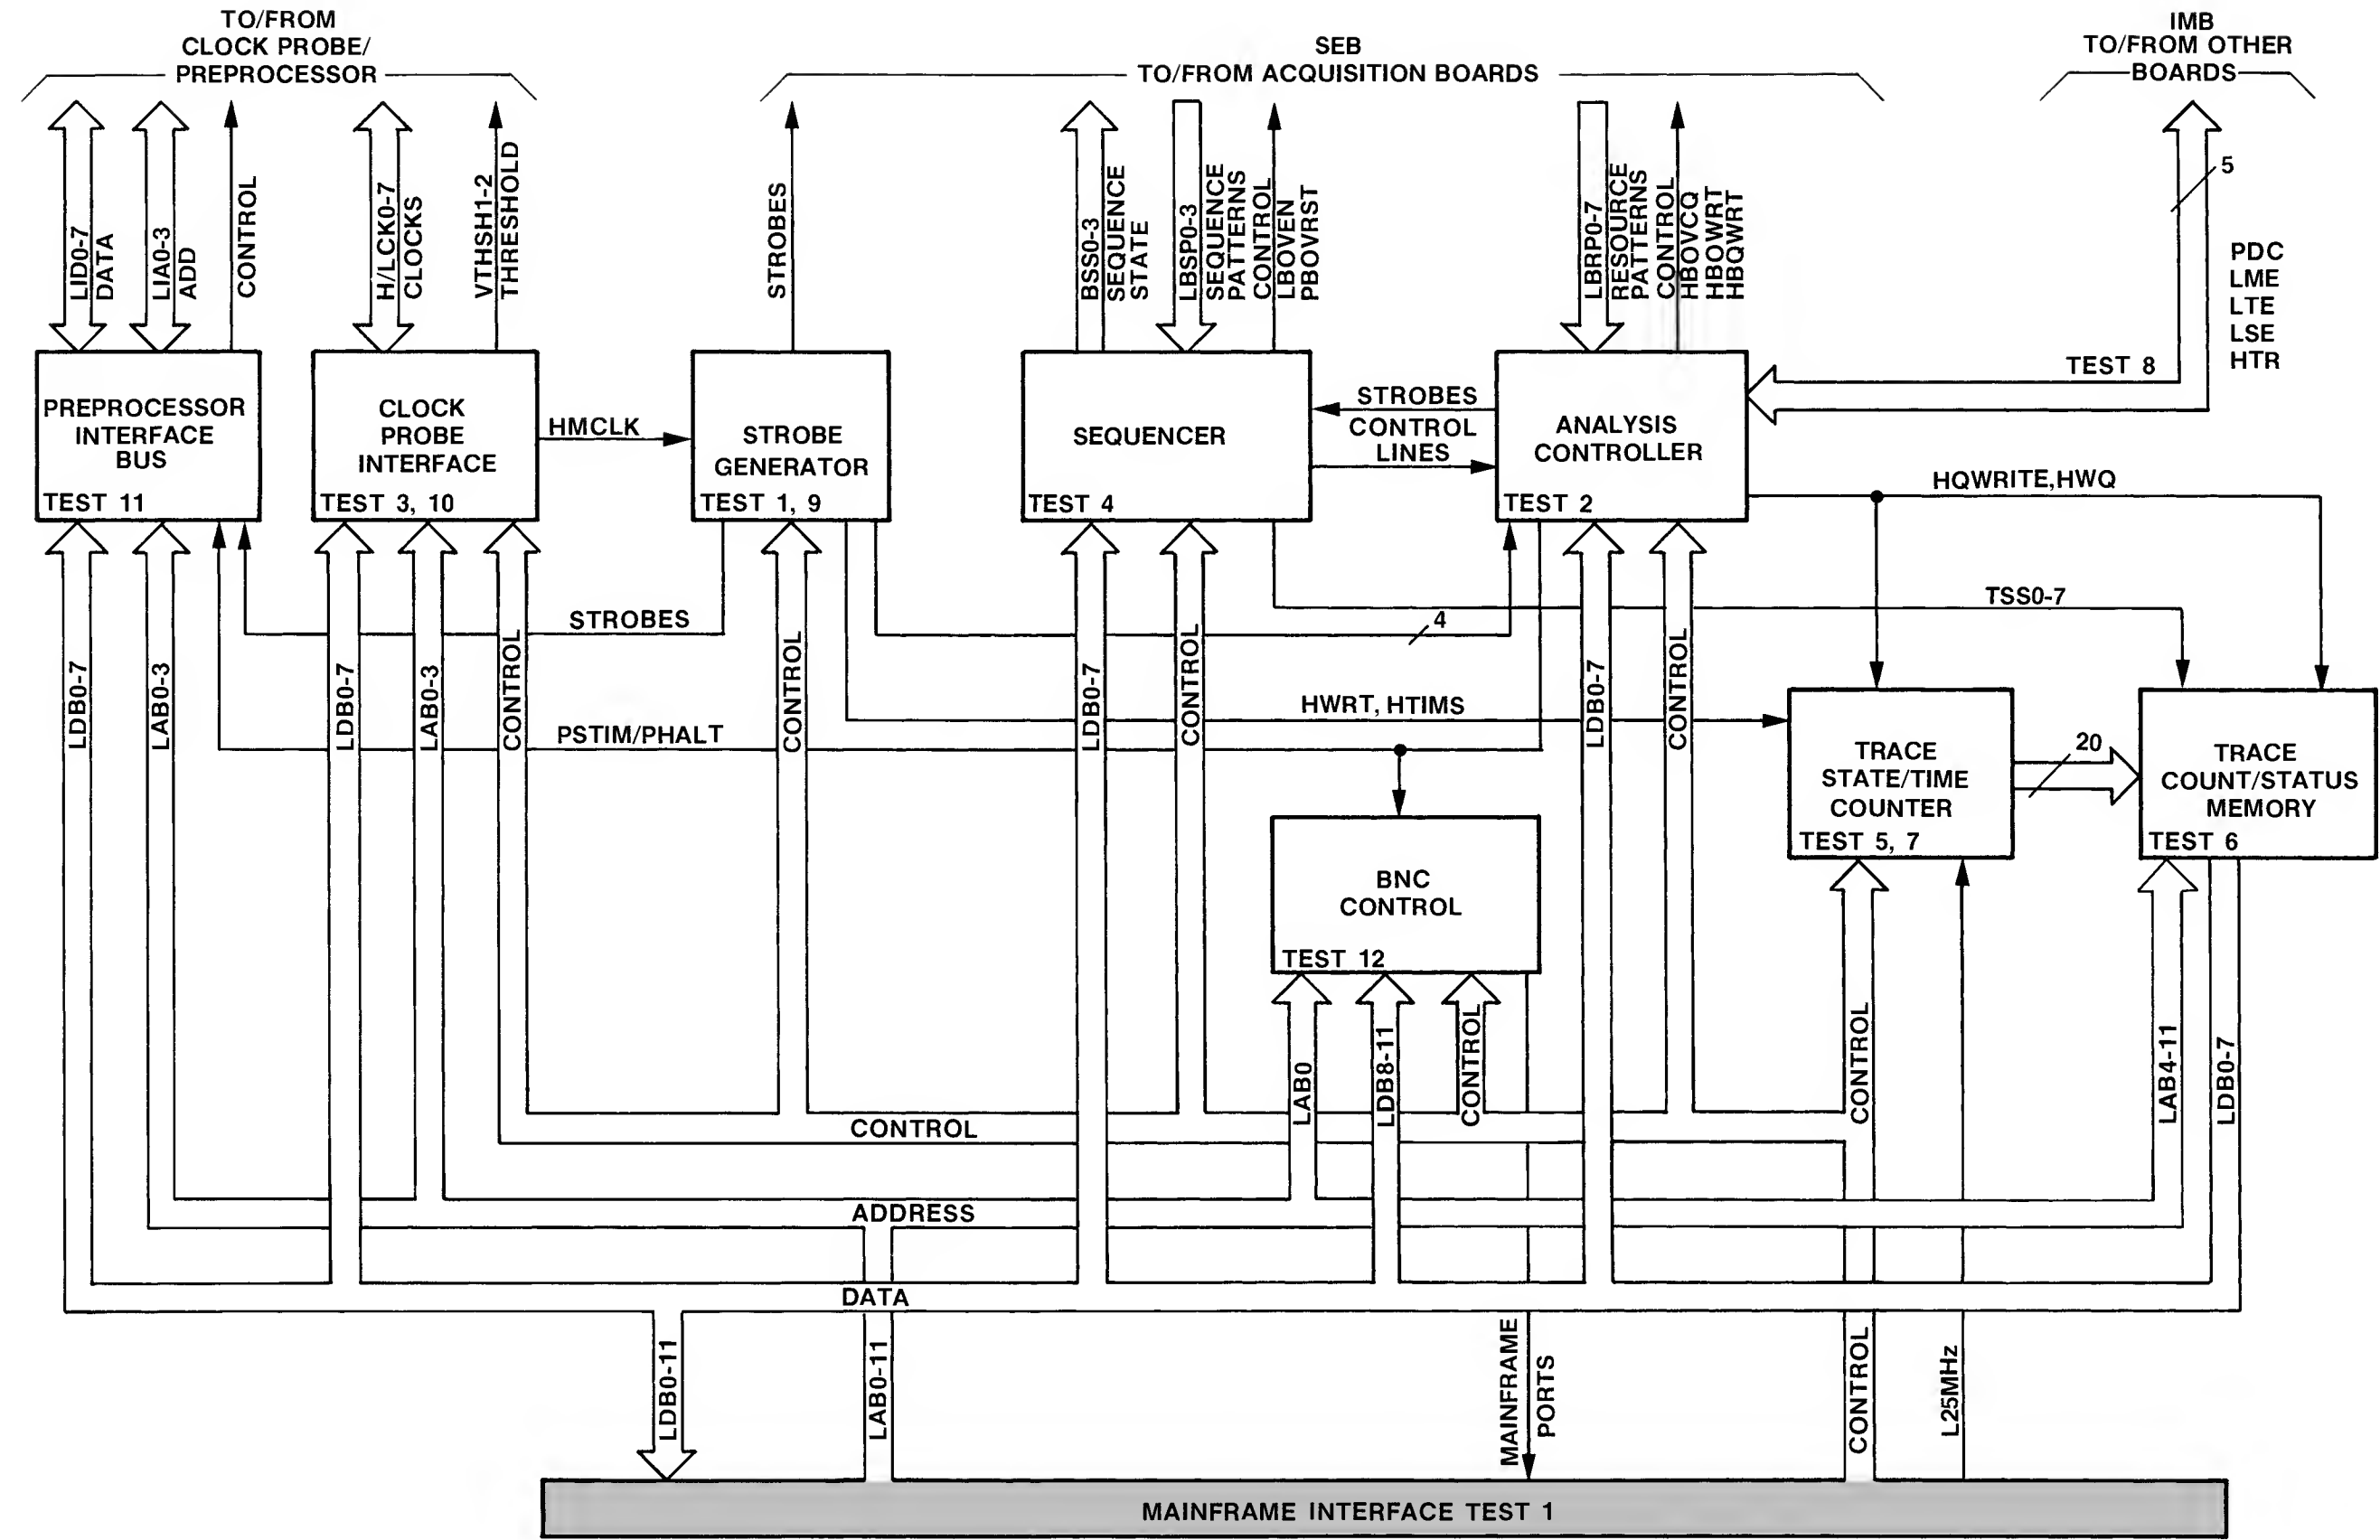 TO/FROM
CLOCK PROBE/
PREPROCESSOR
SEB
TO/FROM ACQUISITION BOARDS
IMB
TO/FROM OTHER
BOARDS
LID0-7
DATA
LIA0-3
ADD
CONTROL
H/LCK0-7
CLOCKS
VTHSH1-2
THRESHOLD
STROBES
BSS0-3
SEQUENCE
STATE
LBSP0-3
SEQUENCE
PATTERNS
CONTROL
LBOVEN
PBOVRST
LBRP0-7
RESOURCE
PATTERNS
CONTROL
HBOVCQ
HBOWRT
HBQWRT
5
PDC
LME
LTE
LSE
HTR
TEST 8
PREPROCESSOR
INTERFACE
BUS
TEST 11
CLOCK
PROBE
INTERFACE
TEST 3, 10
HMCLK
STROBE
GENERATOR
TEST 1, 9
SEQUENCER
TEST 4
STROBES
CONTROL
LINES
ANALYSIS
CONTROLLER
TEST 2
HQWRITE,HWQ
TSS0-7
STROBES
4
LDB0-7
LAB0-3
LDB0-7
LAB0-3
CONTROL
CONTROL
LDB0-7
CONTROL
LDB0-7
CONTROL
HWRT, HTIMS
PSTIM/PHALT
TRACE
STATE/TIME
COUNTER
TEST 5, 7
20
TRACE
COUNT/STATUS
MEMORY
TEST 6
BNC
CONTROL
TEST 12
LAB0
LDB8-11
CONTROL
CONTROL
LAB4-11
LDB0-7
CONTROL
ADDRESS
DATA
LDB0-11
LAB0-11
MAINFRAME
PORTS
CONTROL
L25MHz
MAINFRAME INTERFACE TEST 1